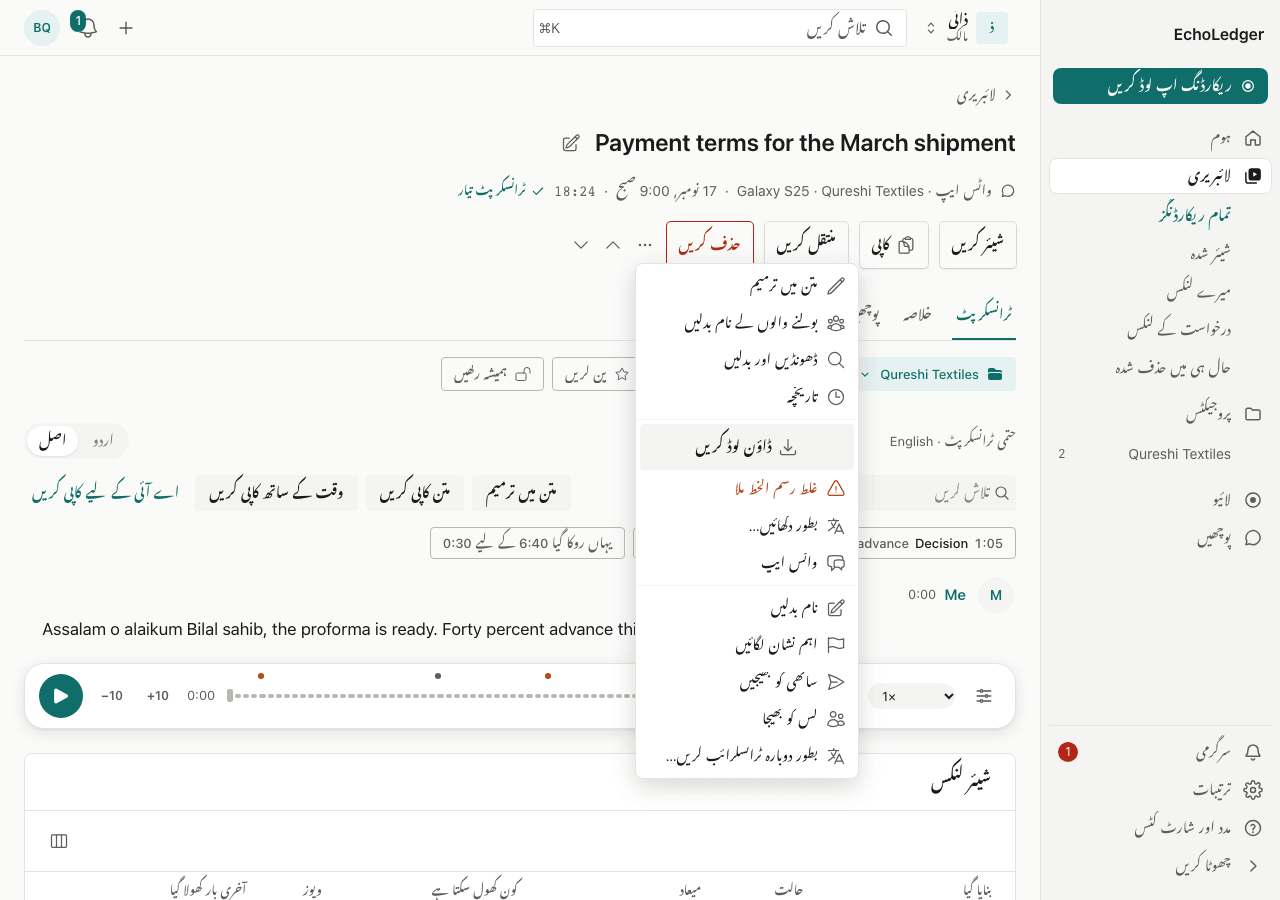 EchoLedger
ریکارڈنگ اپ لوڈ کریں
ہوم
لائبریری
تمام ریکارڈنگز
شیئر شدہ
میرے لنکس
درخواست کے لنکس
حال ہی میں حذف شدہ
پروجیکٹس
Qureshi Textiles 2
لائیو
پوچھیں
سرگرمی 1
ترتیبات
مدد اور شارٹ کٹس
چھوٹا کریں
ذ ذاتی مالک
تلاش کریں ⌘K
1
BQ
لائبریری
Payment terms for the March shipment
واٹس ایپ · Galaxy S25 · Qureshi Textiles · 17 نومبر, 9:00 صبح · 18:24 ٹرانسکرپٹ تیار
شیئر کریں کاپی منتقل کریں حذف کریں
ٹرانسکرپٹ خلاصہ
Qureshi Textiles پن کریں ہمیشہ رکھیں
حتمی ٹرانسکرپٹ · English اردو اصل
تلاش کریں متن میں ترمیم متن کاپی کریں وقت کے ساتھ کاپی کریں اے آئی کے لیے کاپی کریں
1:05 Decision advance یہاں روکا گیا 6:40 کے لیے 0:30
M Me 0:00
Assalam o alaikum Bilal sahib, the proforma is ready. Forty percent advance thi
−10 +10 0:00 1×
متن میں ترمیم
بولنے والوں کے نام بدلیں
ڈھونڈیں اور بدلیں
تاریخچہ
ڈاؤن لوڈ کریں
غلط رسم الخط ملا
بطور دکھائیں...
واٹس ایپ
نام بدلیں
اہم نشان لگائیں
ساتھی کو بھیجیں
کس کو بھیجا
بطور دوبارہ ٹرانسکرائب کریں...
شیئر لنکس
بنایا گیا حالت میعاد کون کھول سکتا ہے ویوز آخری بار کھولا گیا